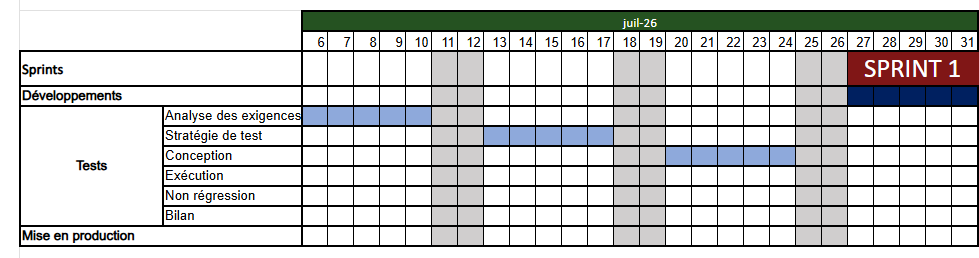 juil-26
6 7 8 9 10 11 12 13 14 15 16 17 18 19 20 21 22 23 24 25 26 27 28 29 30 31
Sprints SPRINT 1
Développements
Analyse des exigences
Stratégie de test
Conception
Tests
Exécution
Non régression
Bilan
Mise en production